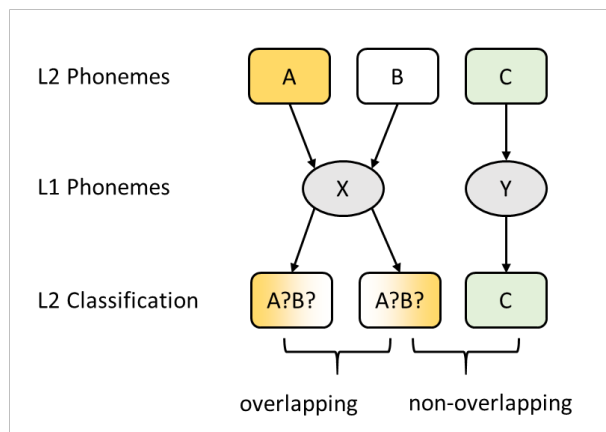 L2 Phonemes A B C
L1 Phonemes X Y
L2 Classification A?B? A?B? C
overlapping non-overlapping